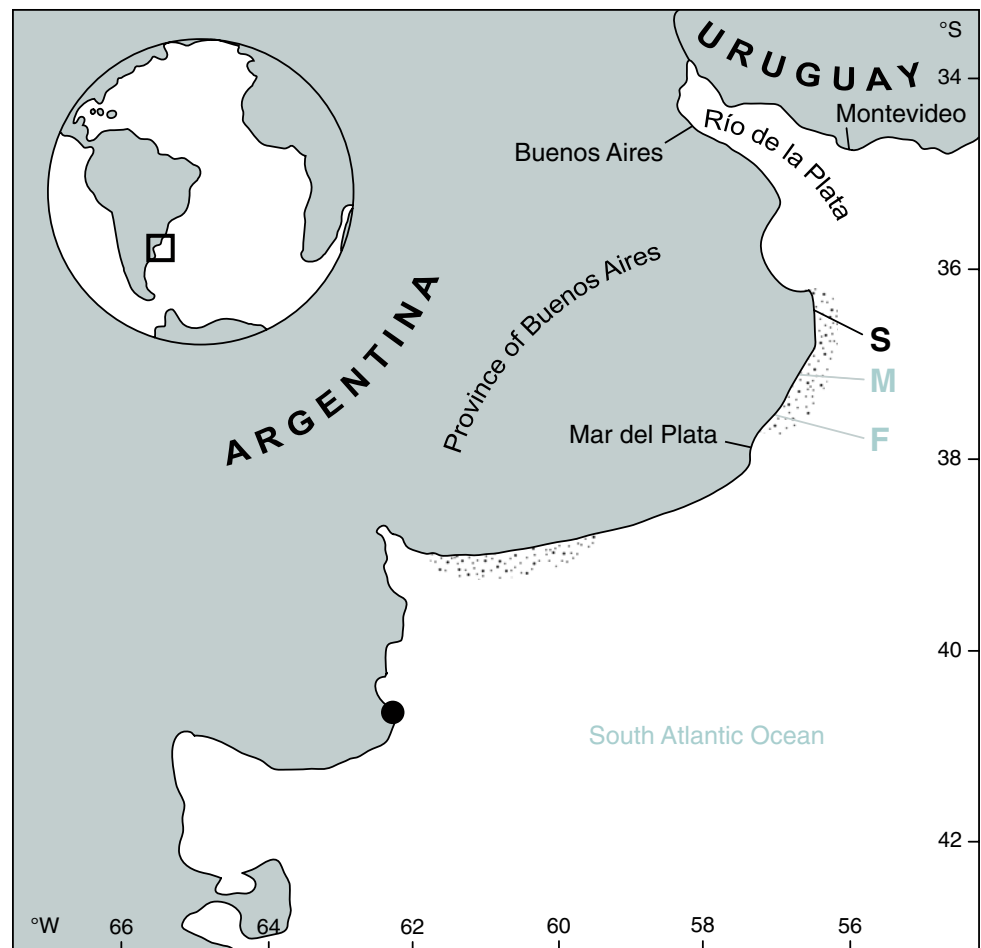 °S
URUGUAY
34
Montevideo
Río de la Plata
Buenos Aires
36
Province of Buenos Aires
ARGENTINA
S
M
F
Mar del Plata
38
40
South Atlantic Ocean
42
°W 66 64 62 60 58 56